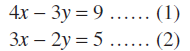 4x – 3y = 9 ...... (1)
3x – 2y = 5 ...... (2)